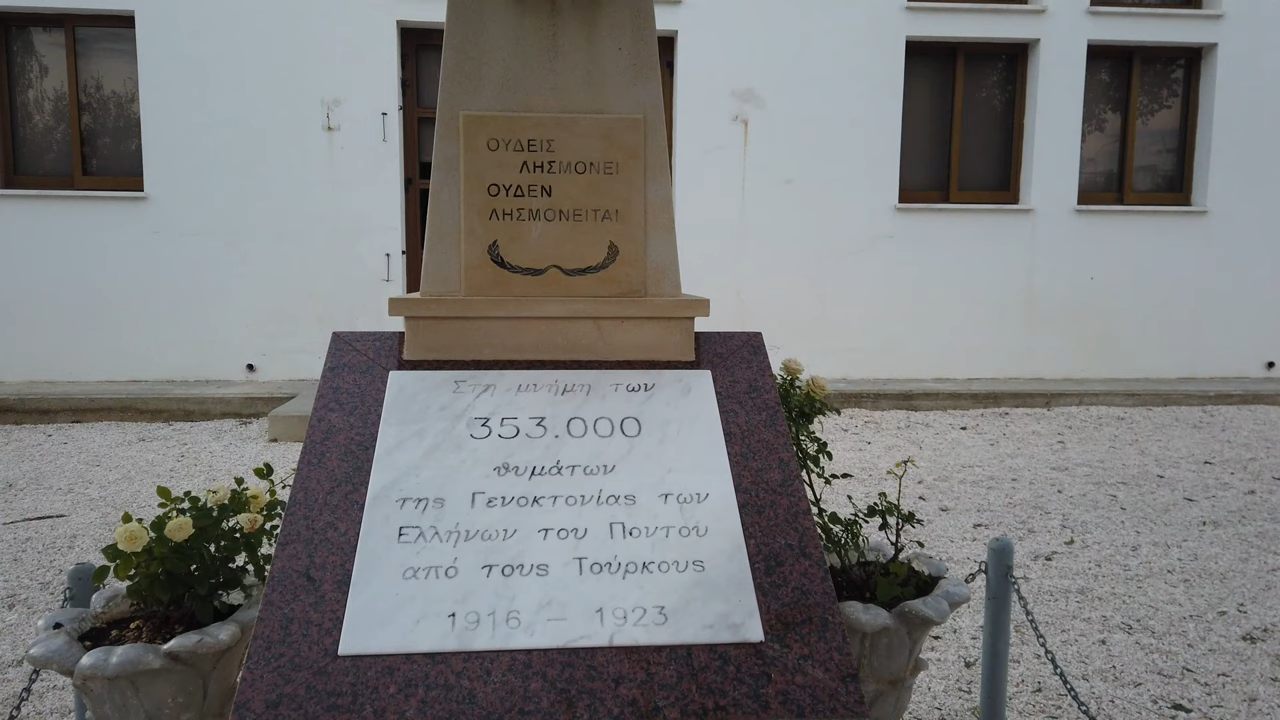 ΟΥΔΕΙΣ
ΛΗΣΜΟΝΕΙ
ΟΥΔΕΝ
ΛΗΣΜΟΝΕΙΤΑΙ
Στη μνήμη των
353.000
θυμάτων
της Γενοκτονίας των
Ελλήνων του Ποντου
από τους Τούρκους
1916 – 1923